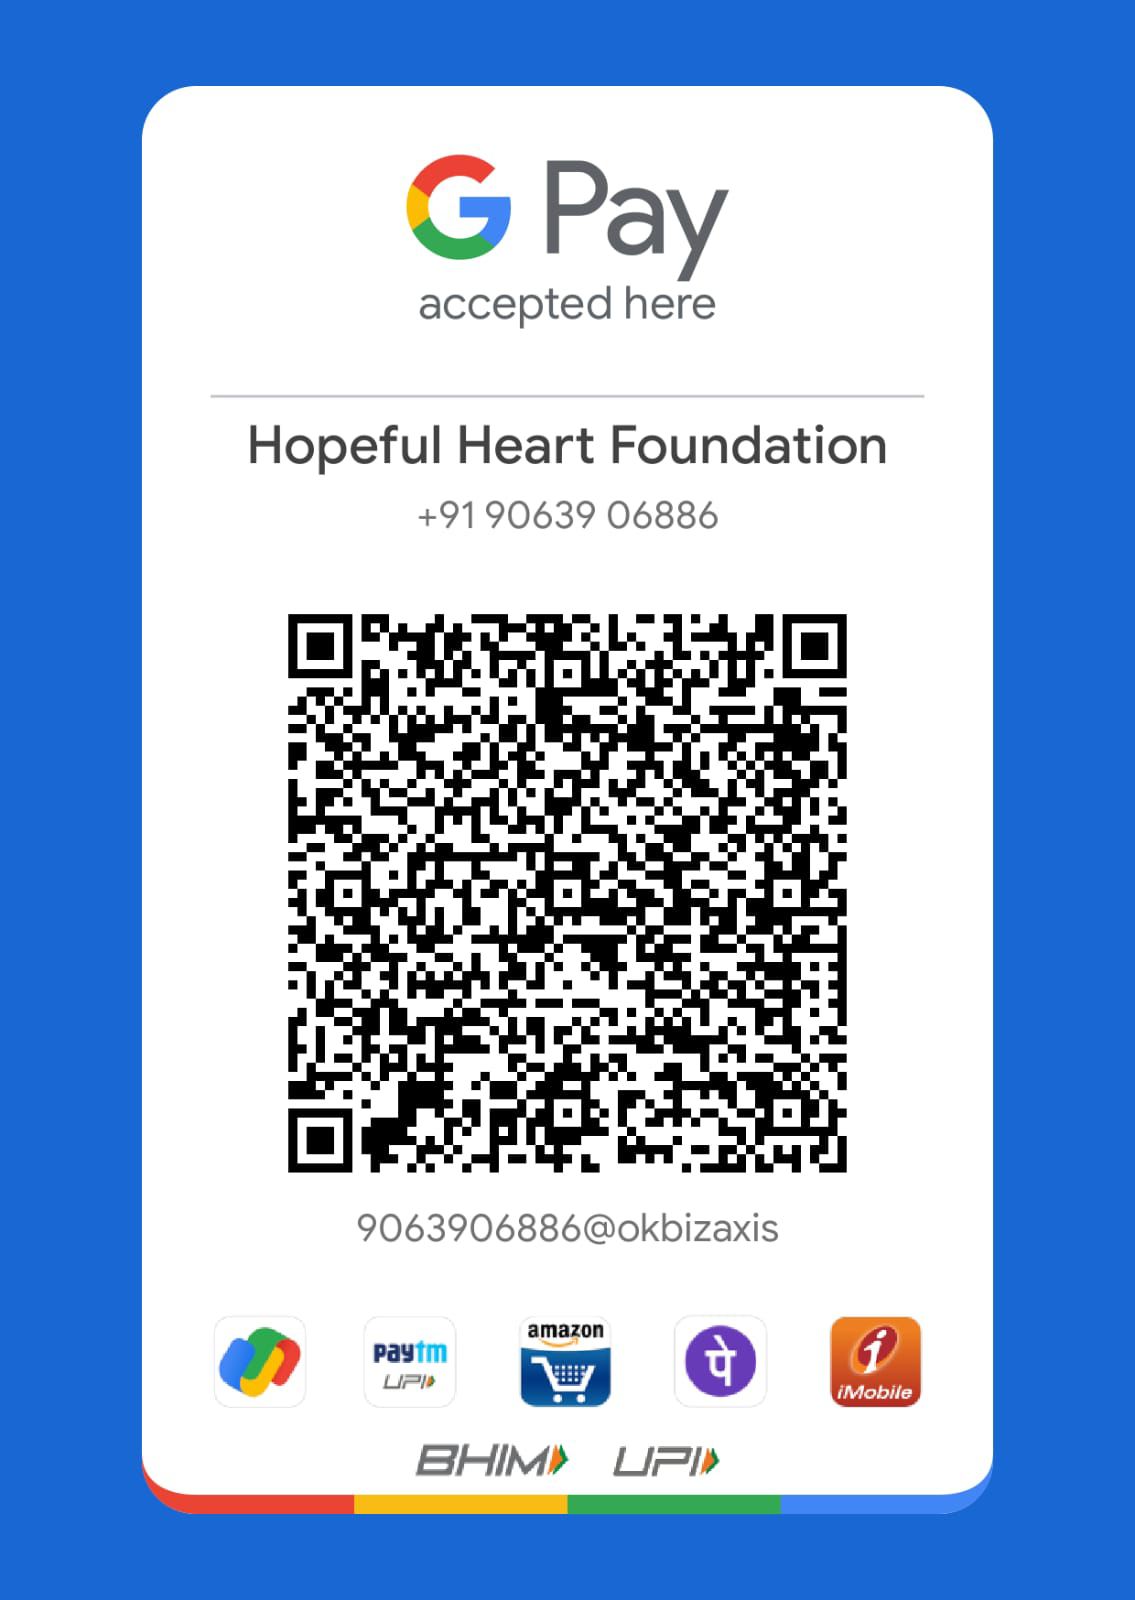 G Pay
accepted here
Hopeful Heart Foundation
+91 90639 06886
9063906886@okbizaxis
paytm
UPI
amazon
पे
i
iMobile
BHIM UPI